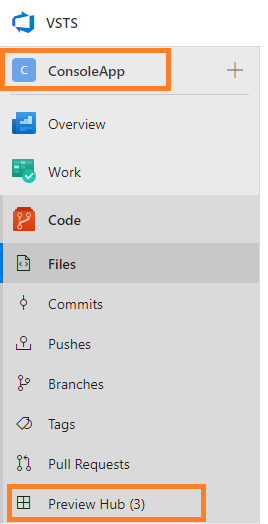 VSTS
C ConsoleApp
Overview
Work
Code
Files
Commits
Pushes
Branches
Tags
Pull Requests
Preview Hub (3)